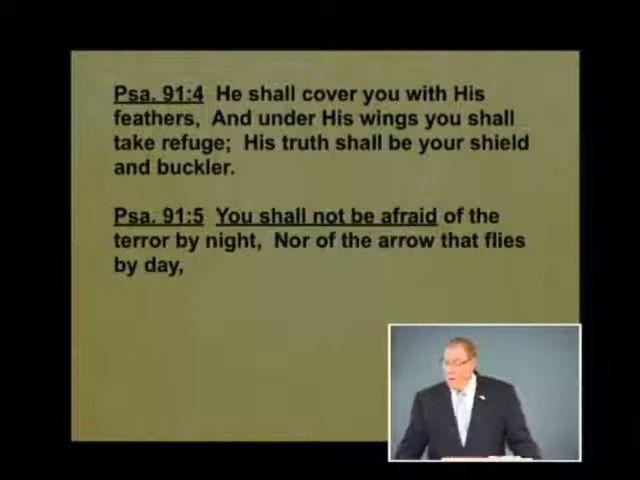 Psa. 91:4 He shall cover you with His
feathers, And under His wings you shall
take refuge; His truth shall be your shield
and buckler.
Psa. 91:5 You shall not be afraid of the
terror by night, Nor of the arrow that flies
by day,